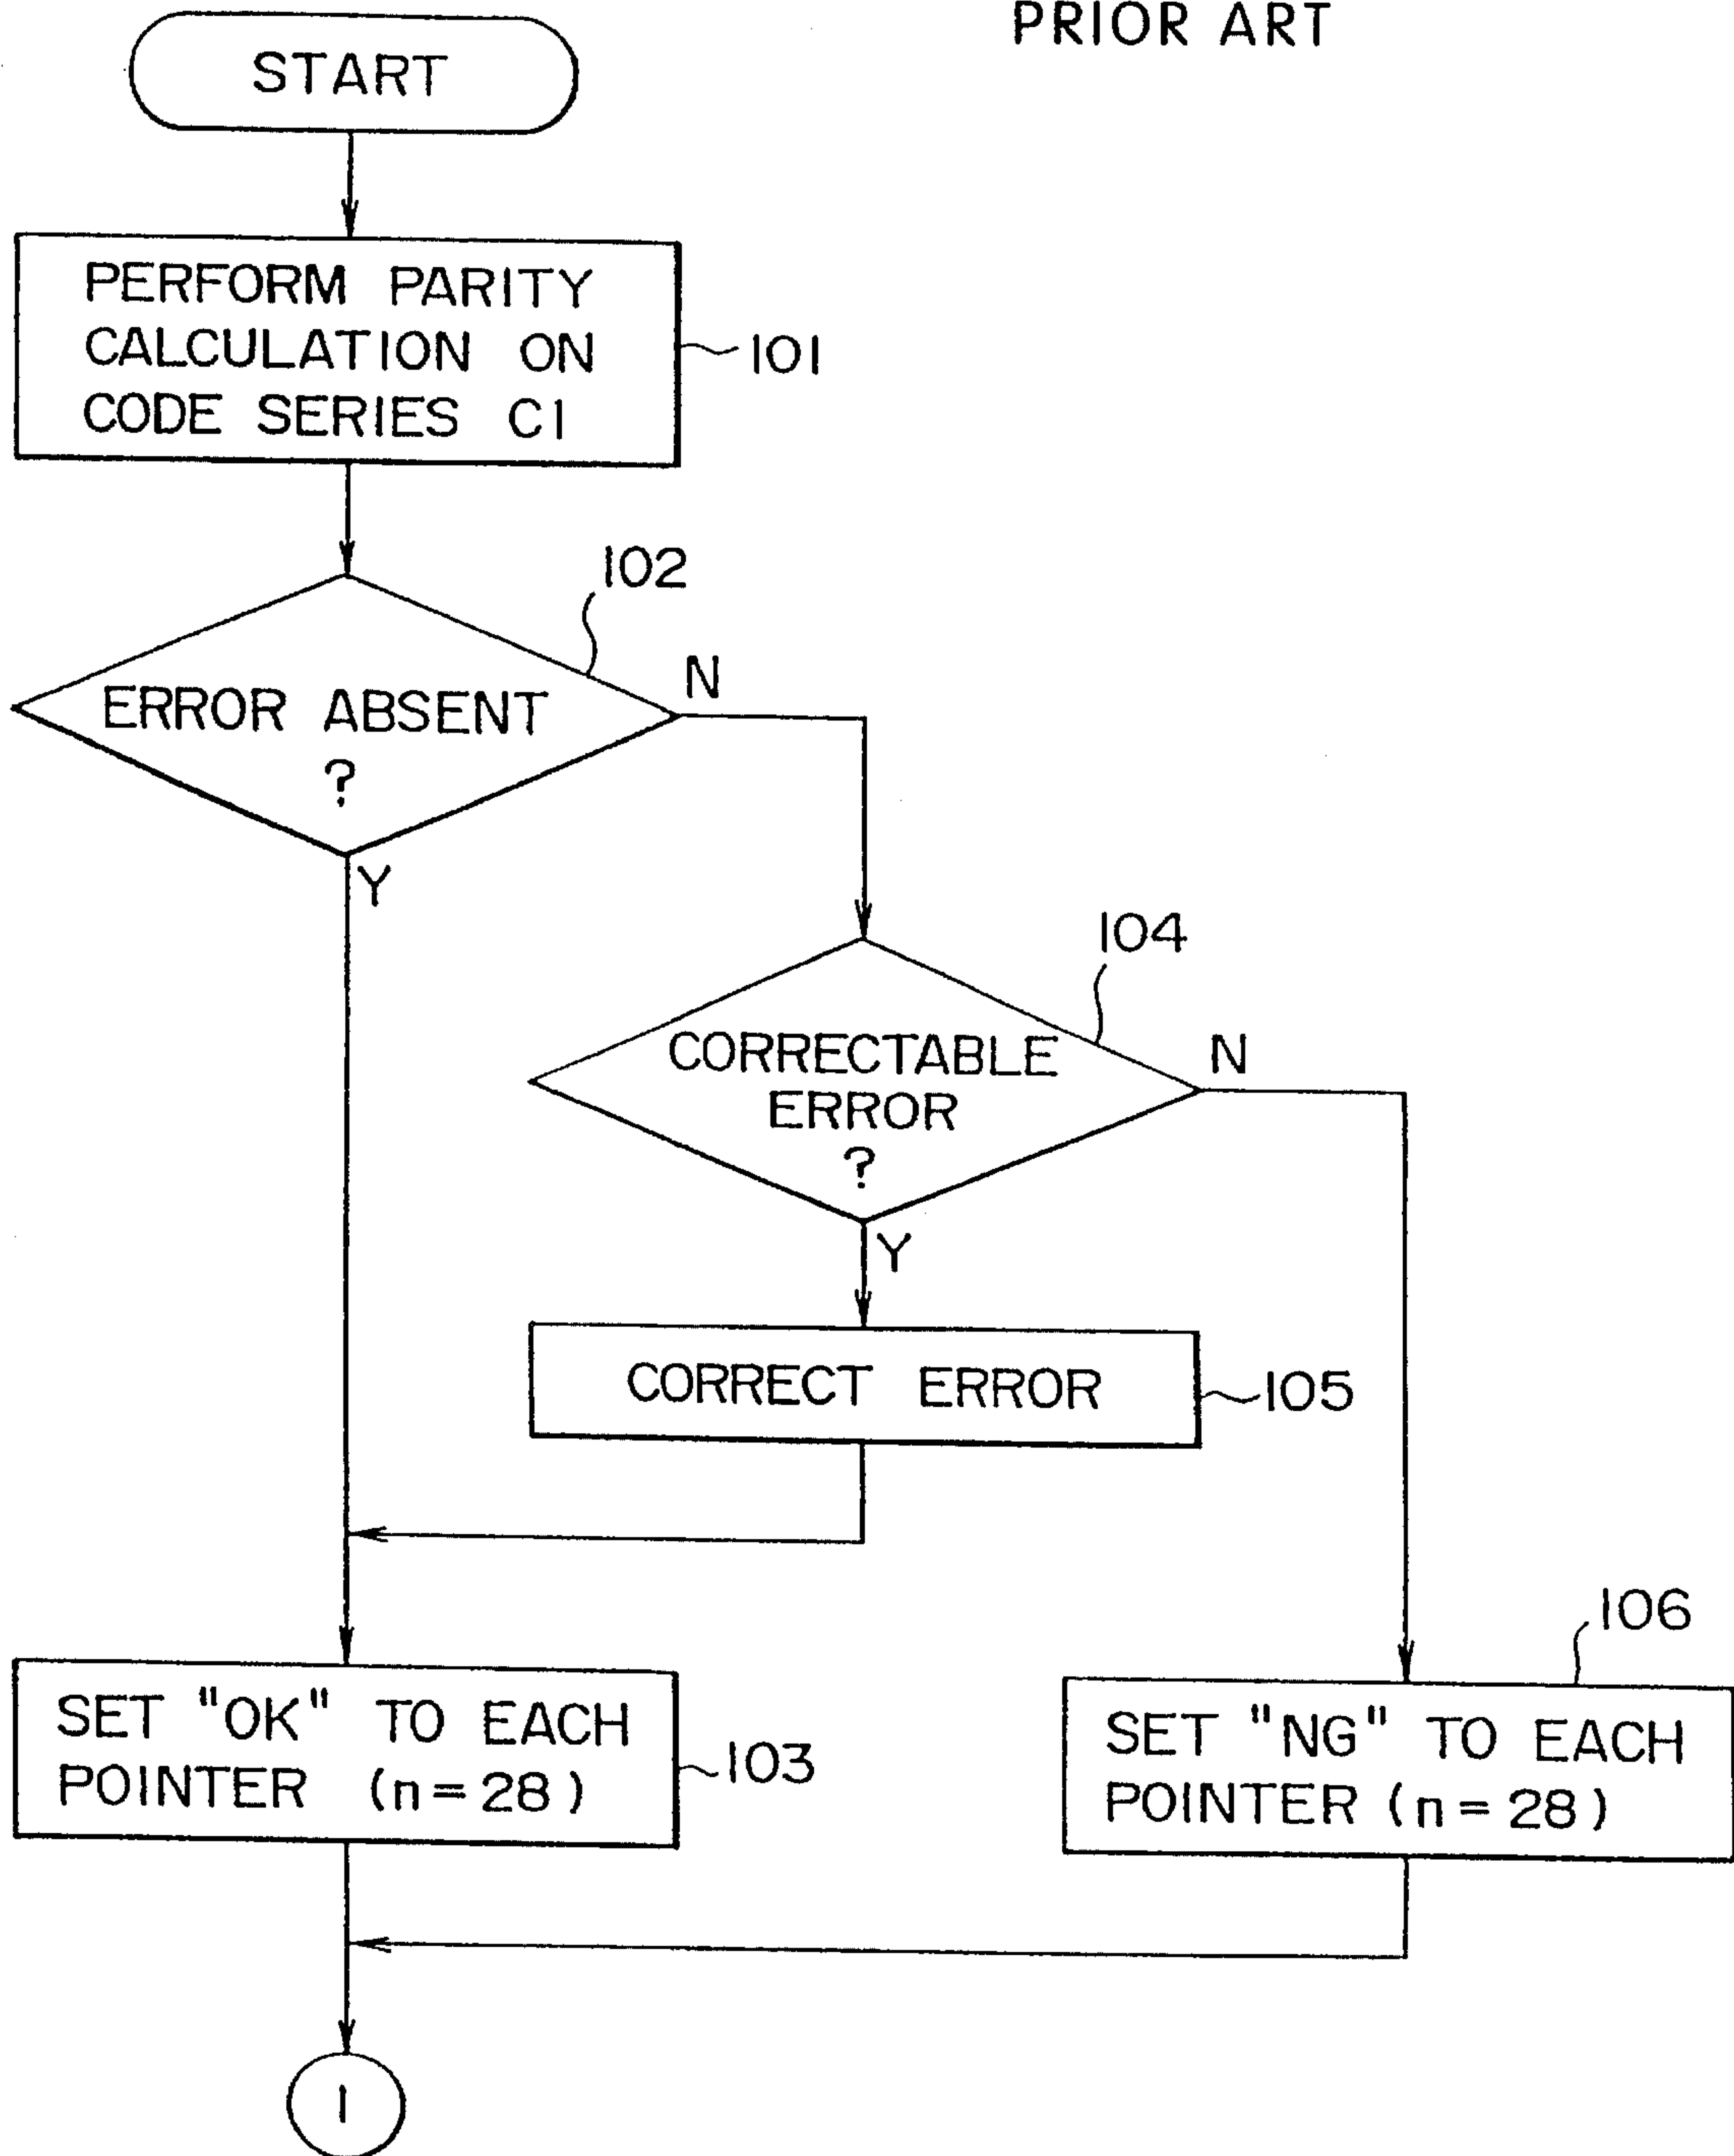 PRIOR ART
START
PERFORM PARITY
CALCULATION ON
CODE SERIES C1
101
102
ERROR ABSENT
?
N
Y
104
CORRECTABLE
ERROR
?
N
Y
CORRECT ERROR
105
106
SET "OK" TO EACH
POINTER (n=28)
103
SET "NG" TO EACH
POINTER (n=28)
1